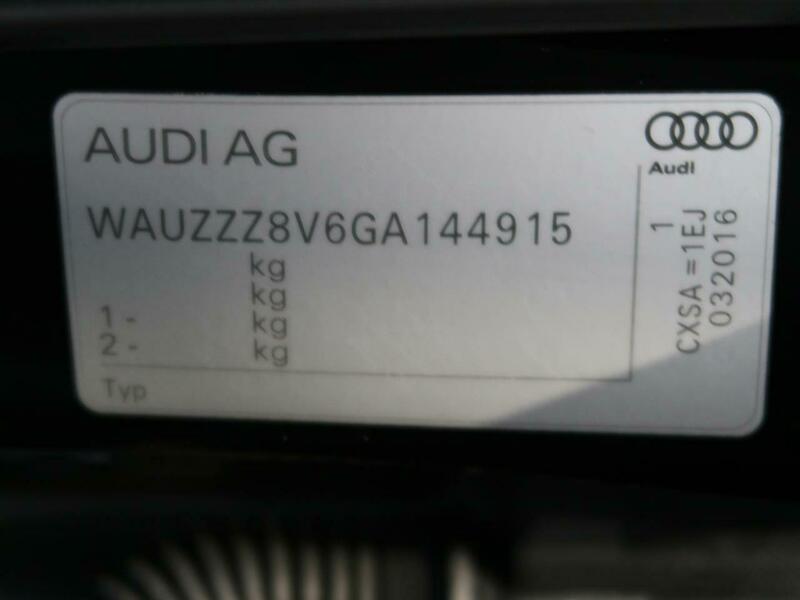 AUDI AG
Audi
WAUZZZ8V6GA144915
kg
kg
1 - kg
2 - kg
Typ
1
CXSA = 1EJ
032016